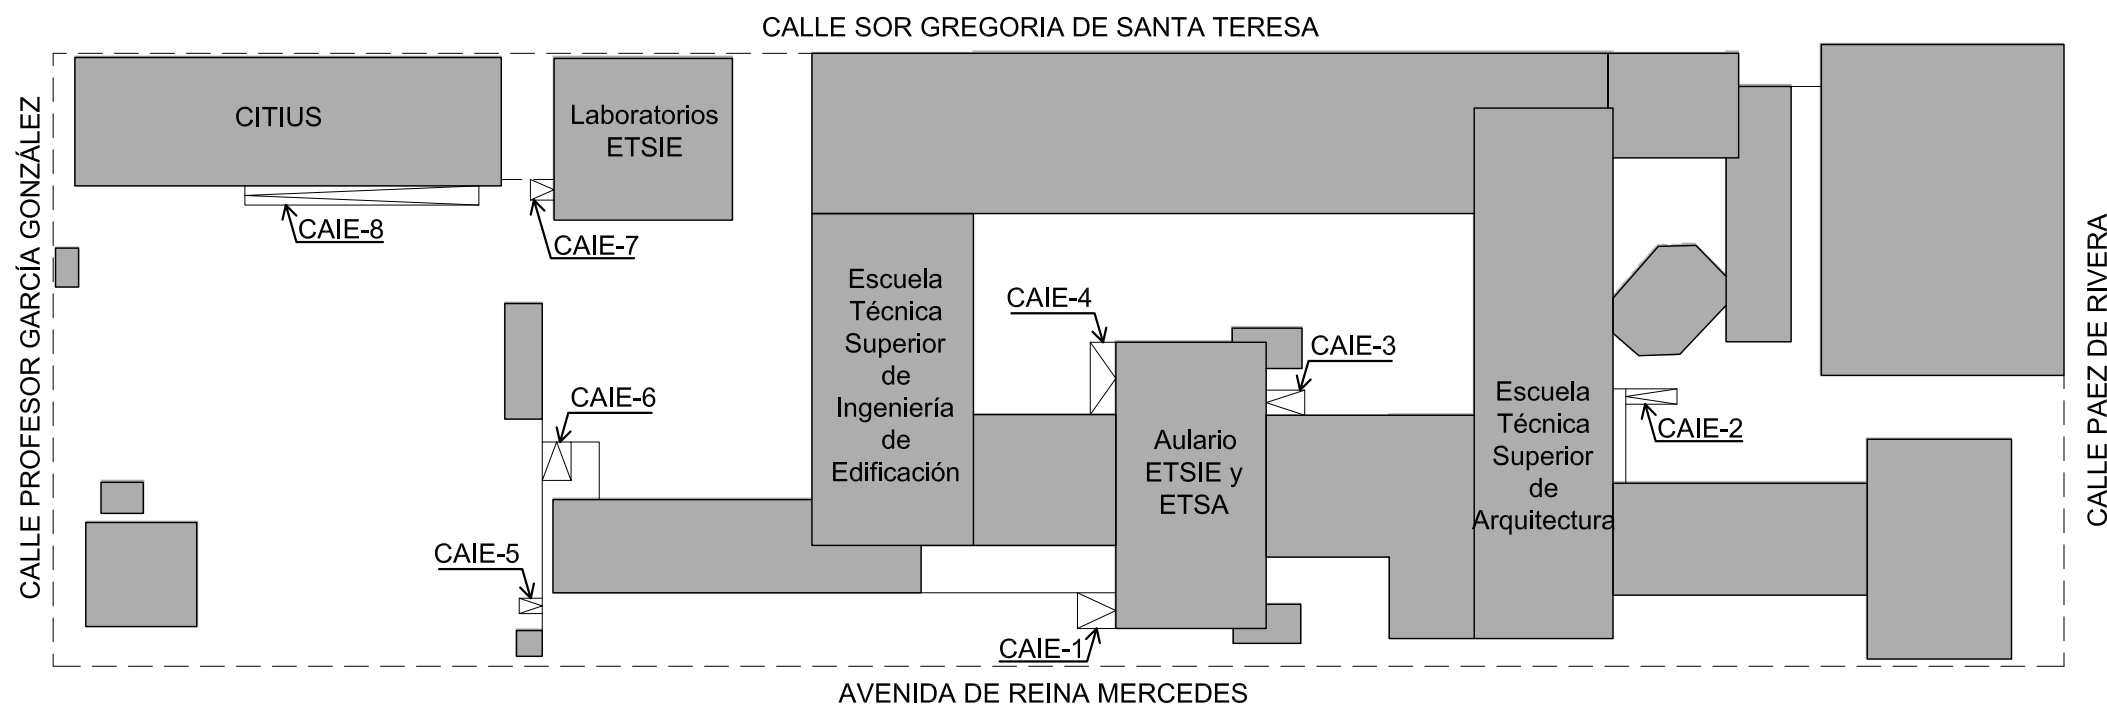 CALLE SOR GREGORIA DE SANTA TERESA
CALLE PROFESOR GARCÍA GONZÁLEZ
CITIUS
Laboratorios
ETSIE
CAIE-8
CAIE-7
Escuela
Técnica
Superior
de
Ingeniería
de
Edificación
CAIE-4
CAIE-3
CAIE-6
Aulario
ETSIE y
ETSA
Escuela
Técnica
Superior
de
Arquitectura
CAIE-2
CAIE-5
CAIE-1
CALLE PAEZ DE RIVERA
AVENIDA DE REINA MERCEDES